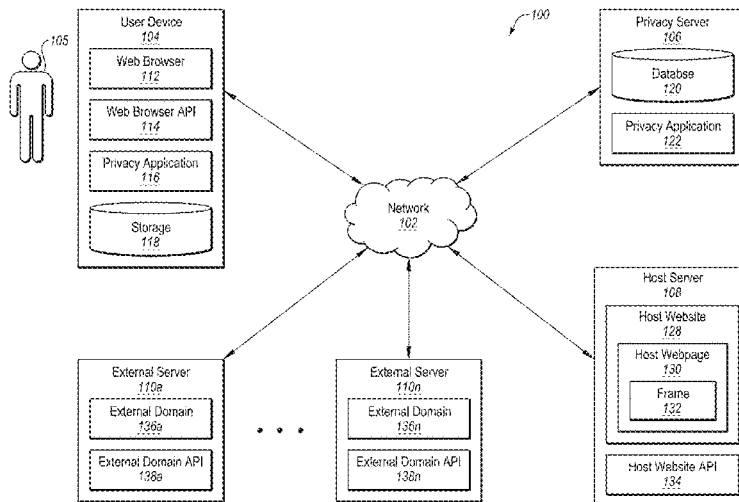 100
105
User Device
104
Web Browser
112
Web Browser API
114
Privacy Application
116
Storage
118
Privacy Server
106
Databse
120
Privacy Application
122
Network
102
Host Server
108
Host Website
128
Host Webpage
130
Frame
132
Host Website API
134
External Server
110a
External Domain
136a
External Domain API
138a
External Server
110n
External Domain
136n
External Domain API
138n